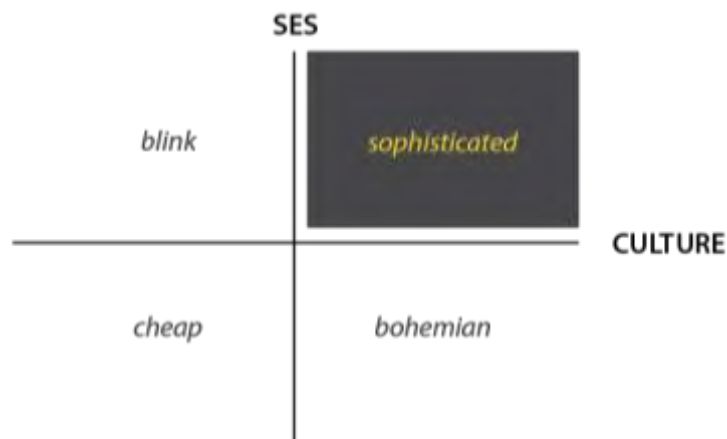 SES
blink
sophisticated
CULTURE
cheap
bohemian